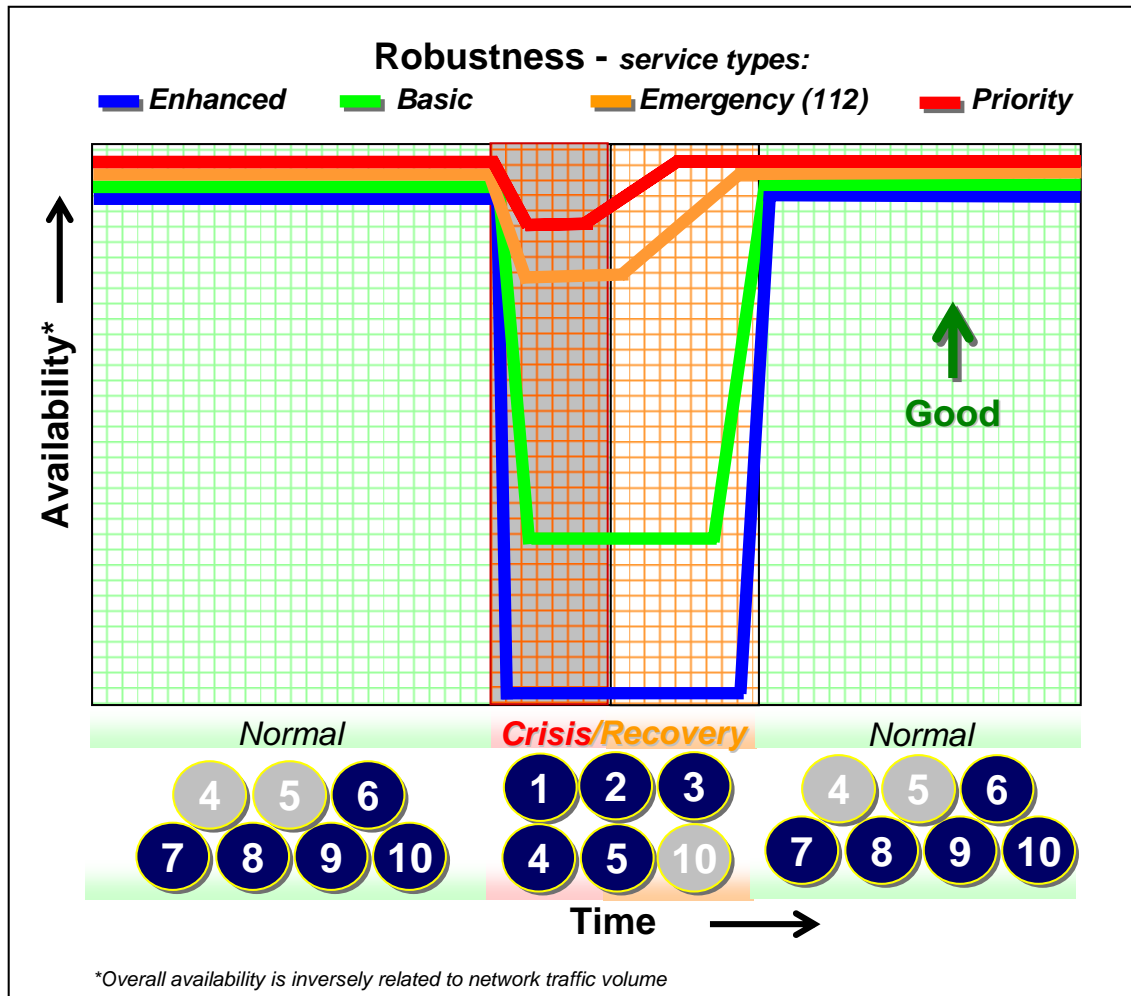 Robustness - service types:
Enhanced Basic Emergency (112) Priority
Availability*
Good
Normal Crisis/Recovery Normal
4 5 6 1 2 3 4 5 6
7 8 9 10 4 5 10 7 8 9 10
Time
*Overall availability is inversely related to network traffic volume